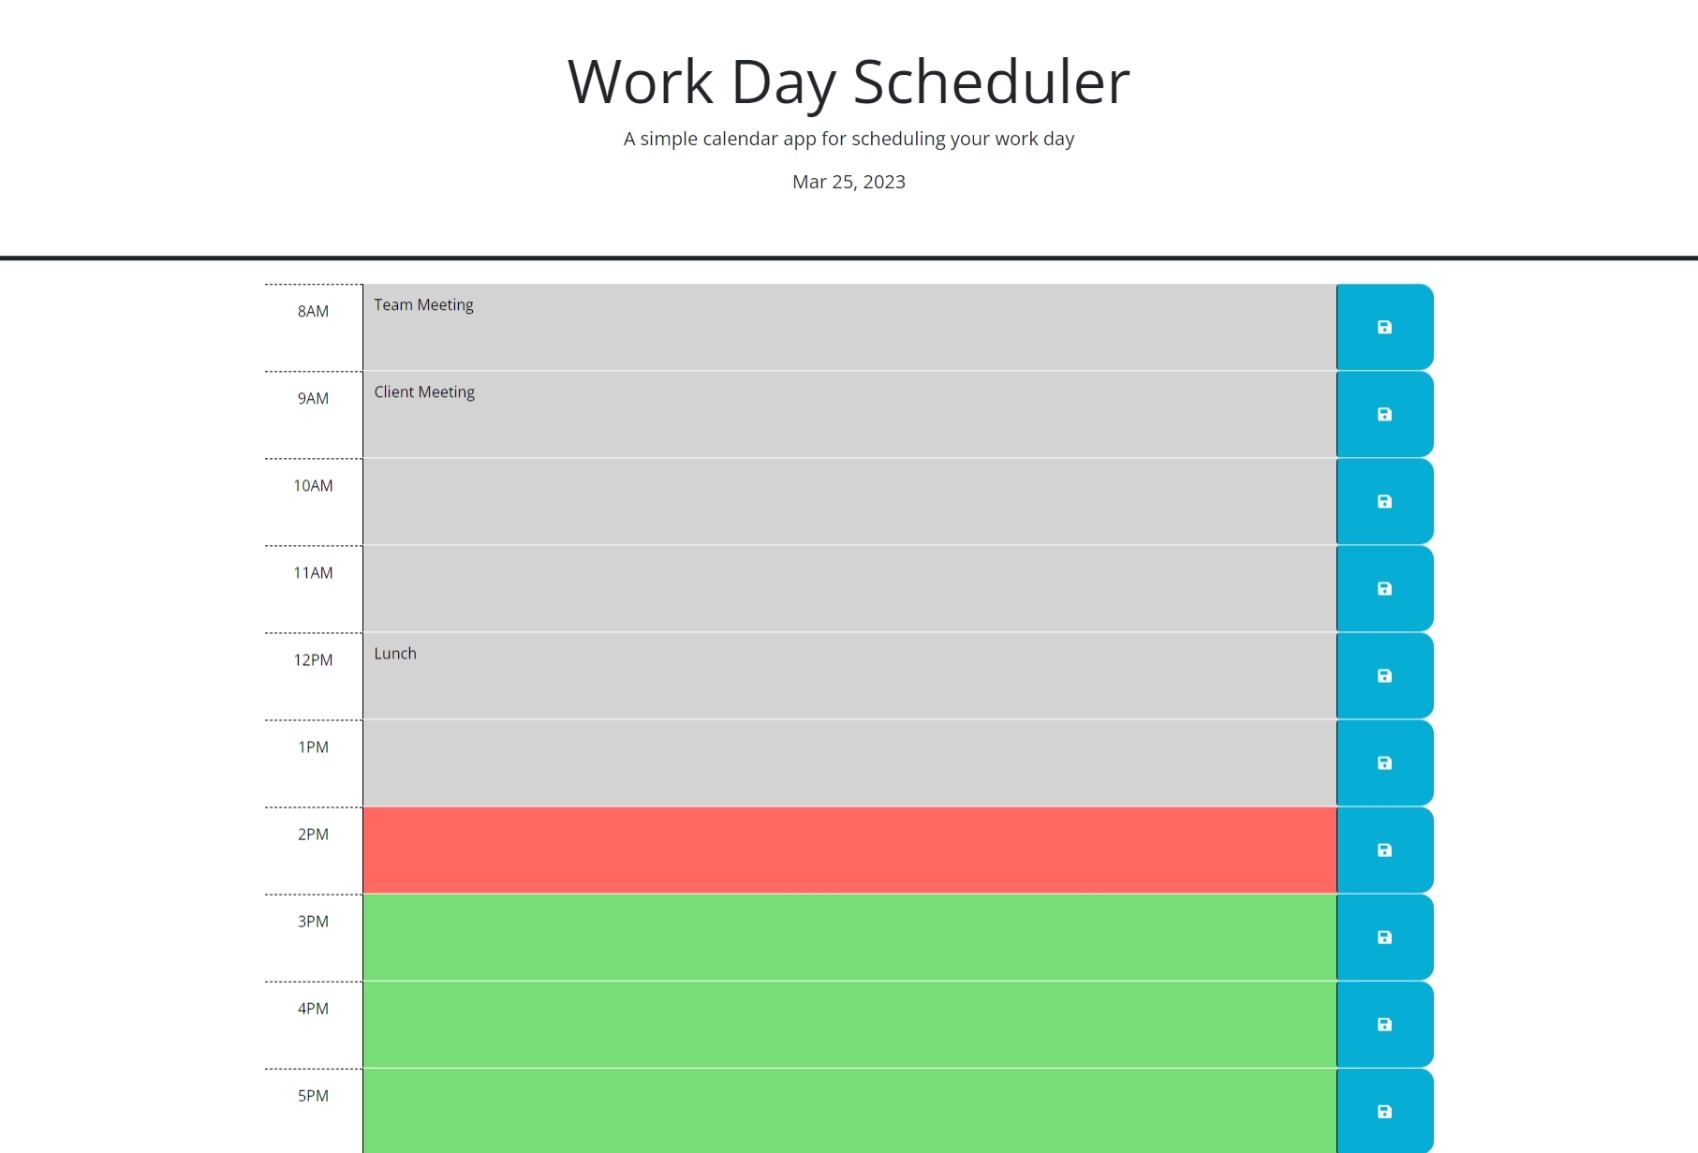 Work Day Scheduler
A simple calendar app for scheduling your work day
Mar 25, 2023
8AM
Team Meeting
9AM
Client Meeting
10AM
11AM
12PM
Lunch
1PM
2PM
3PM
4PM
5PM